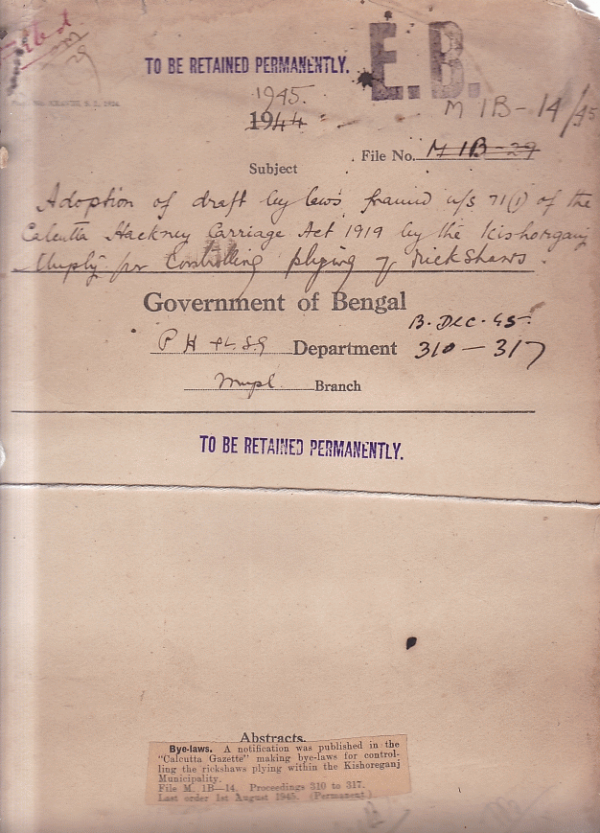 TO BE RETAINED PERMANENTLY.
E.B.
1945.
1944
M 1B-14/45
File No. M 1B-29
Subject
Adoption of draft bye laws framed u/s 71(1) of the
Calcutta Hackney Carriage Act 1919 by the Kishoreganj
Muply for controlling plying of rickshaws.
Government of Bengal
B. Dec. 45.
P H & L.S.G Department 310-317
Mupl. Branch
TO BE RETAINED PERMANENTLY.
Abstracts.
Bye-laws. A notification was published in the
"Calcutta Gazette" making bye-laws for control-
ling the rickshaws plying within the Kishoreganj
Municipality.
File M. 1B—14. Proceedings 310 to 317.
Last order 1st August 1945. (Permanent.)